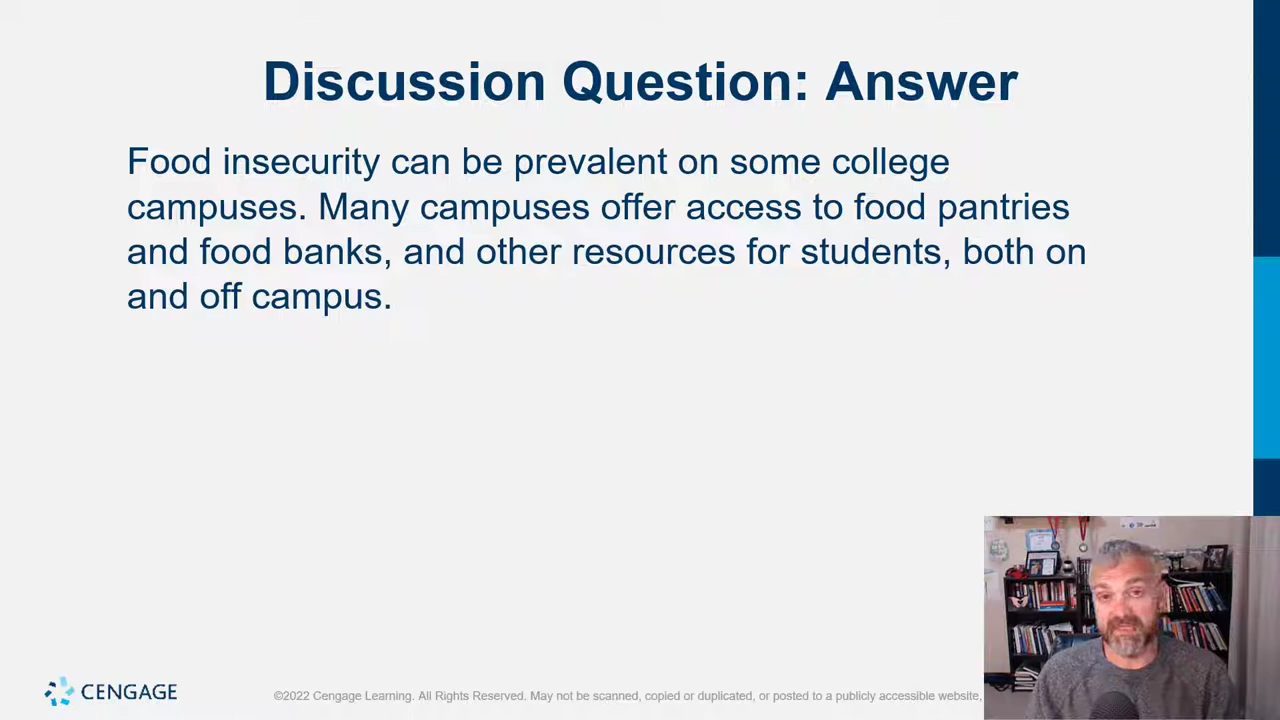 Discussion Question: Answer
Food insecurity can be prevalent on some college
campuses. Many campuses offer access to food pantries
and food banks, and other resources for students, both on
and off campus.
CENGAGE
©2022 Cengage Learning. All Rights Reserved. May not be scanned, copied or duplicated, or posted to a publicly accessible website,